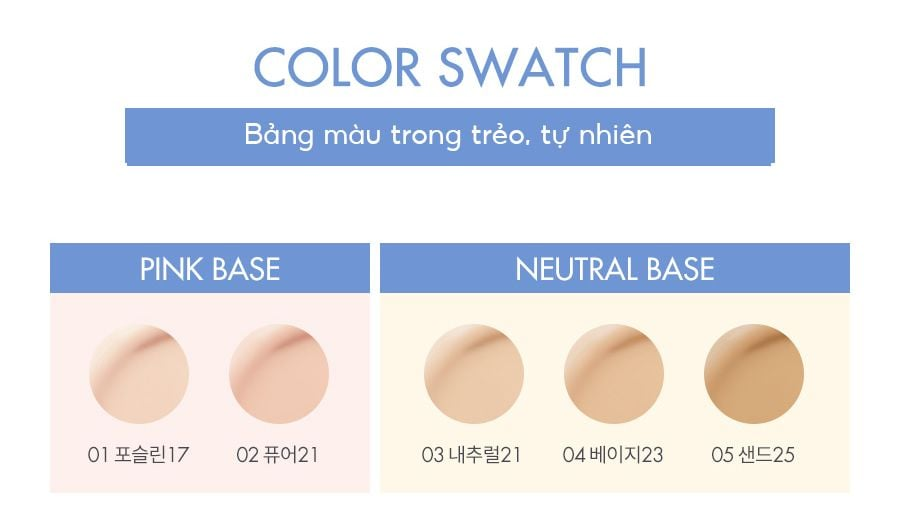 COLOR SWATCH
Bảng màu trong trẻo, tự nhiên
PINK BASE
NEUTRAL BASE
01 포슬린17
02 퓨어21
03 내추럴21
04 베이지23
05 샌드25